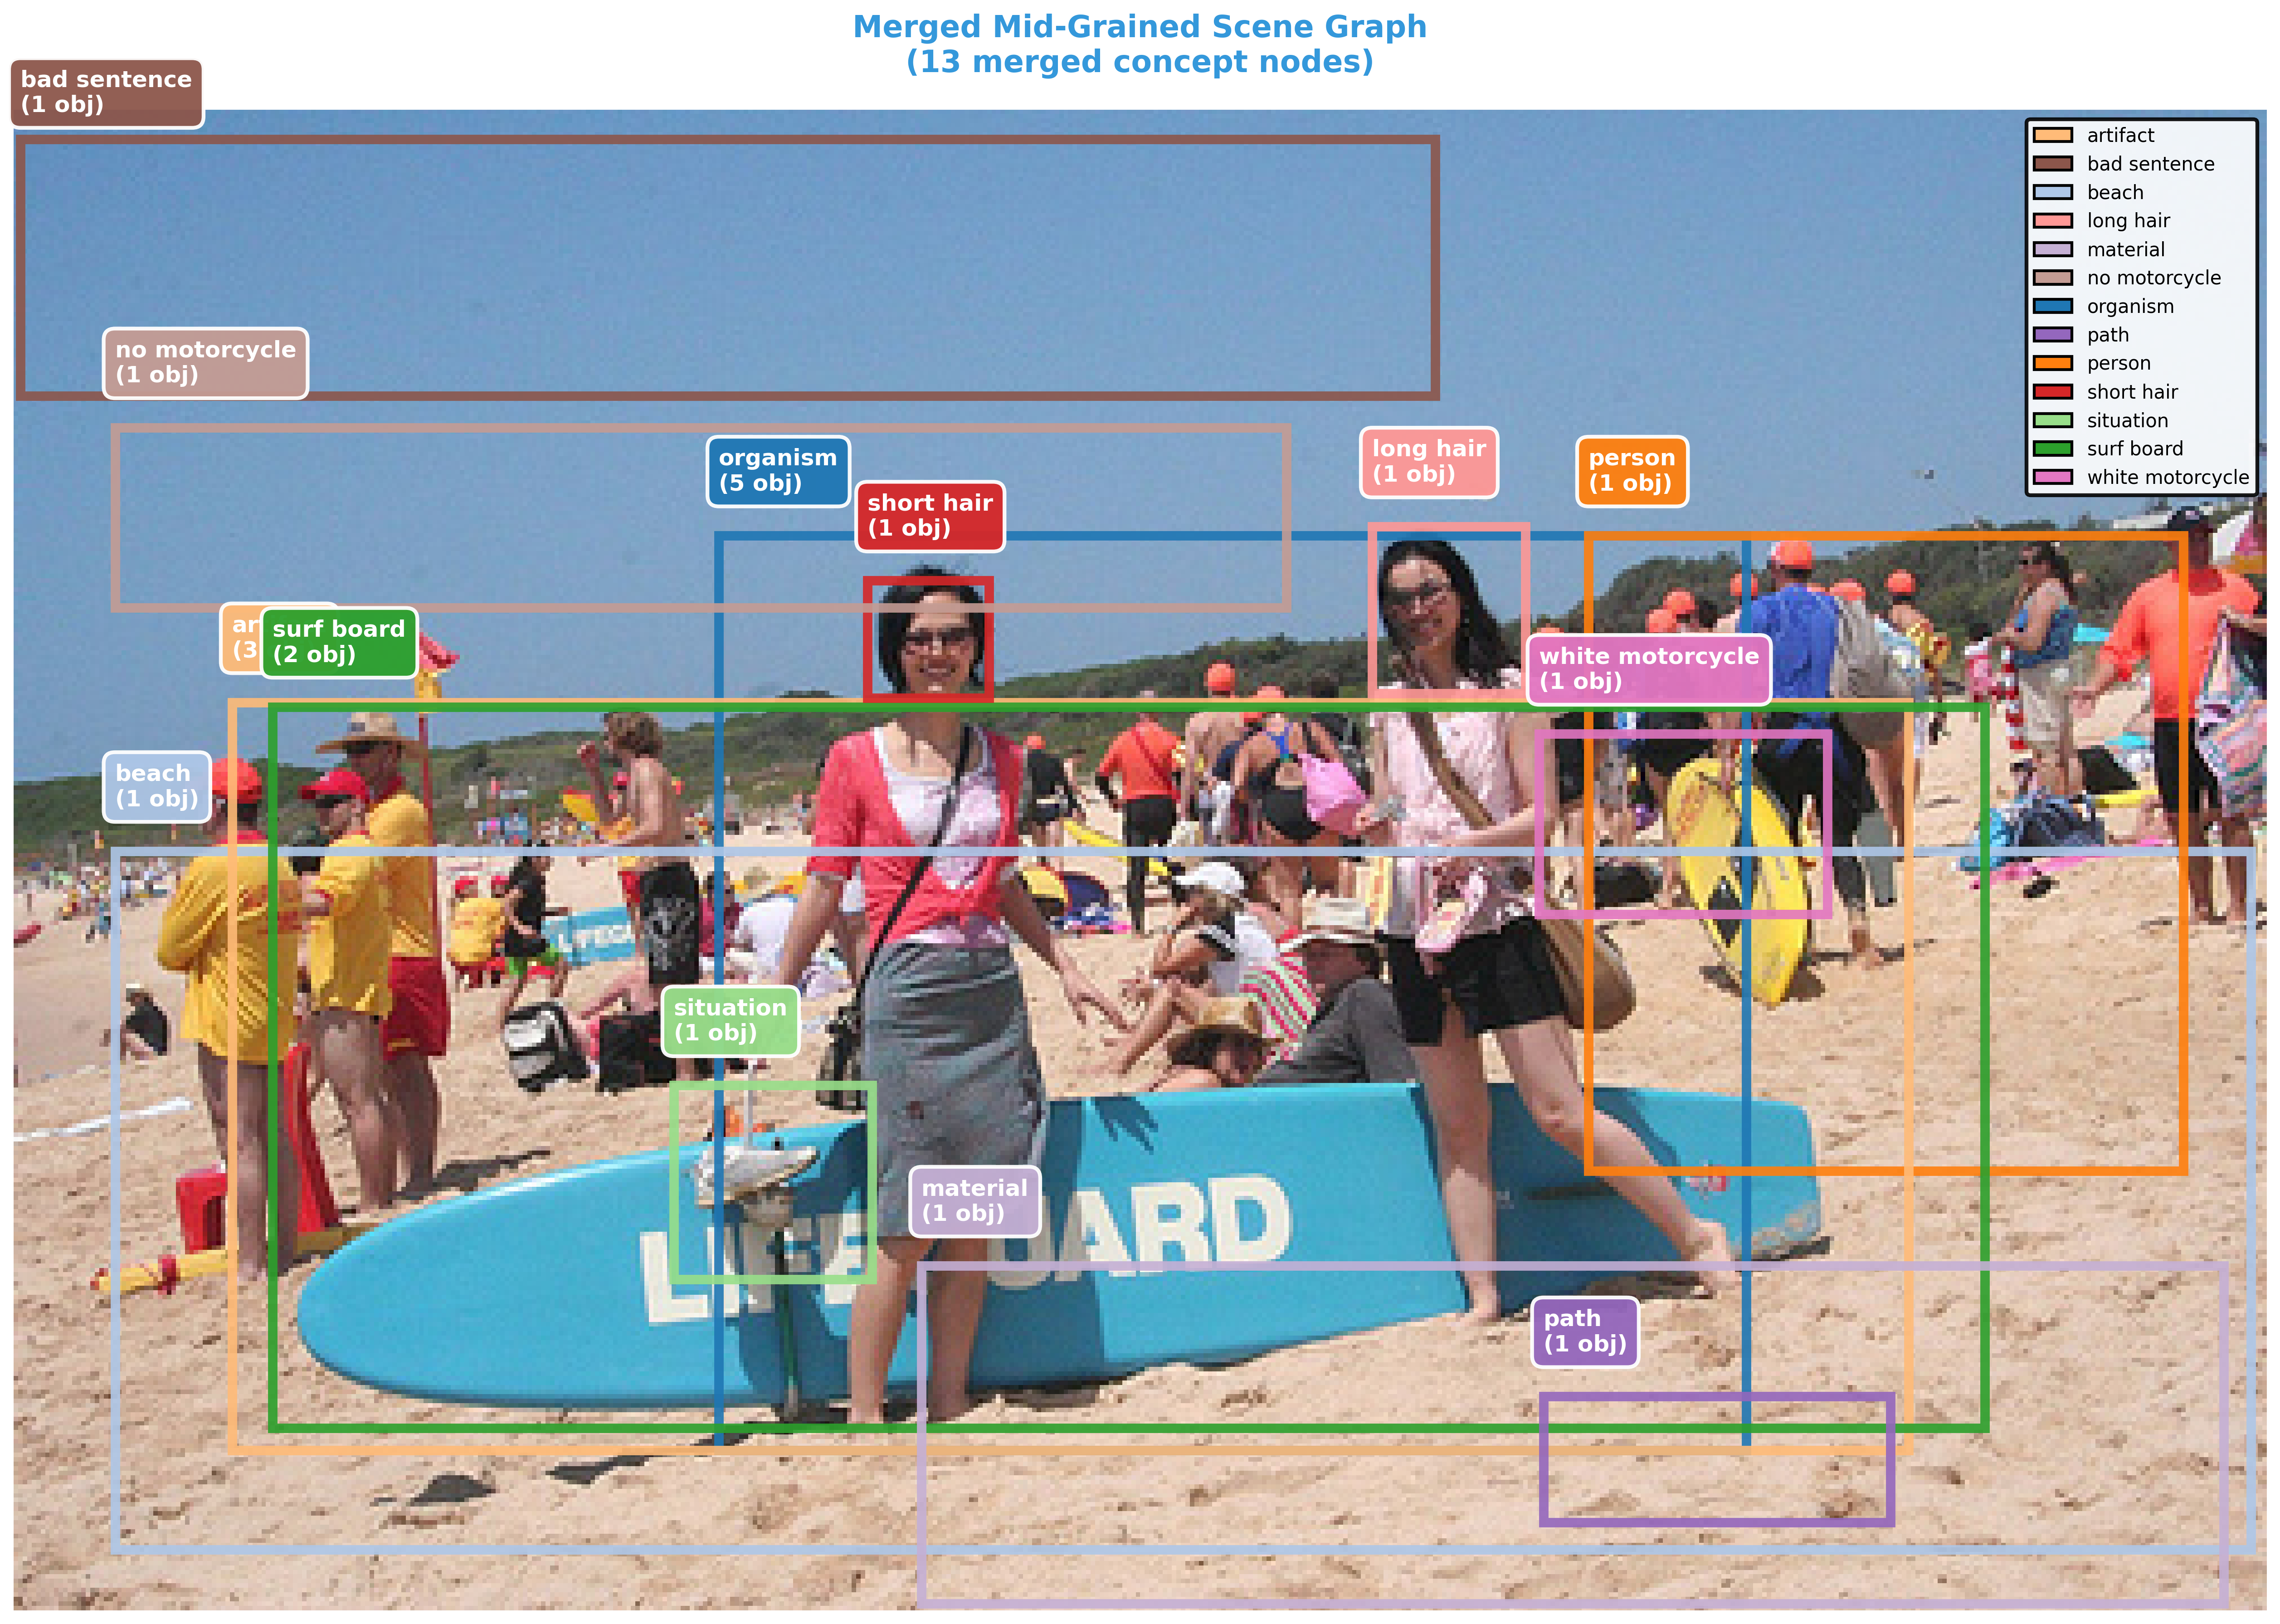 Merged Mid-Grained Scene Graph
(13 merged concept nodes)
bad sentence
(1 obj)
artifact
bad sentence
beach
long hair
material
no motorcycle
organism
path
person
short hair
situation
surf board
white motorcycle
no motorcycle
(1 obj)
organism
(5 obj)
short hair
(1 obj)
long hair
(1 obj)
person
(1 obj)
ar
(3
surf board
(2 obj)
white motorcycle
(1 obj)
beach
(1 obj)
situation
(1 obj)
material
(1 obj)
path
(1 obj)